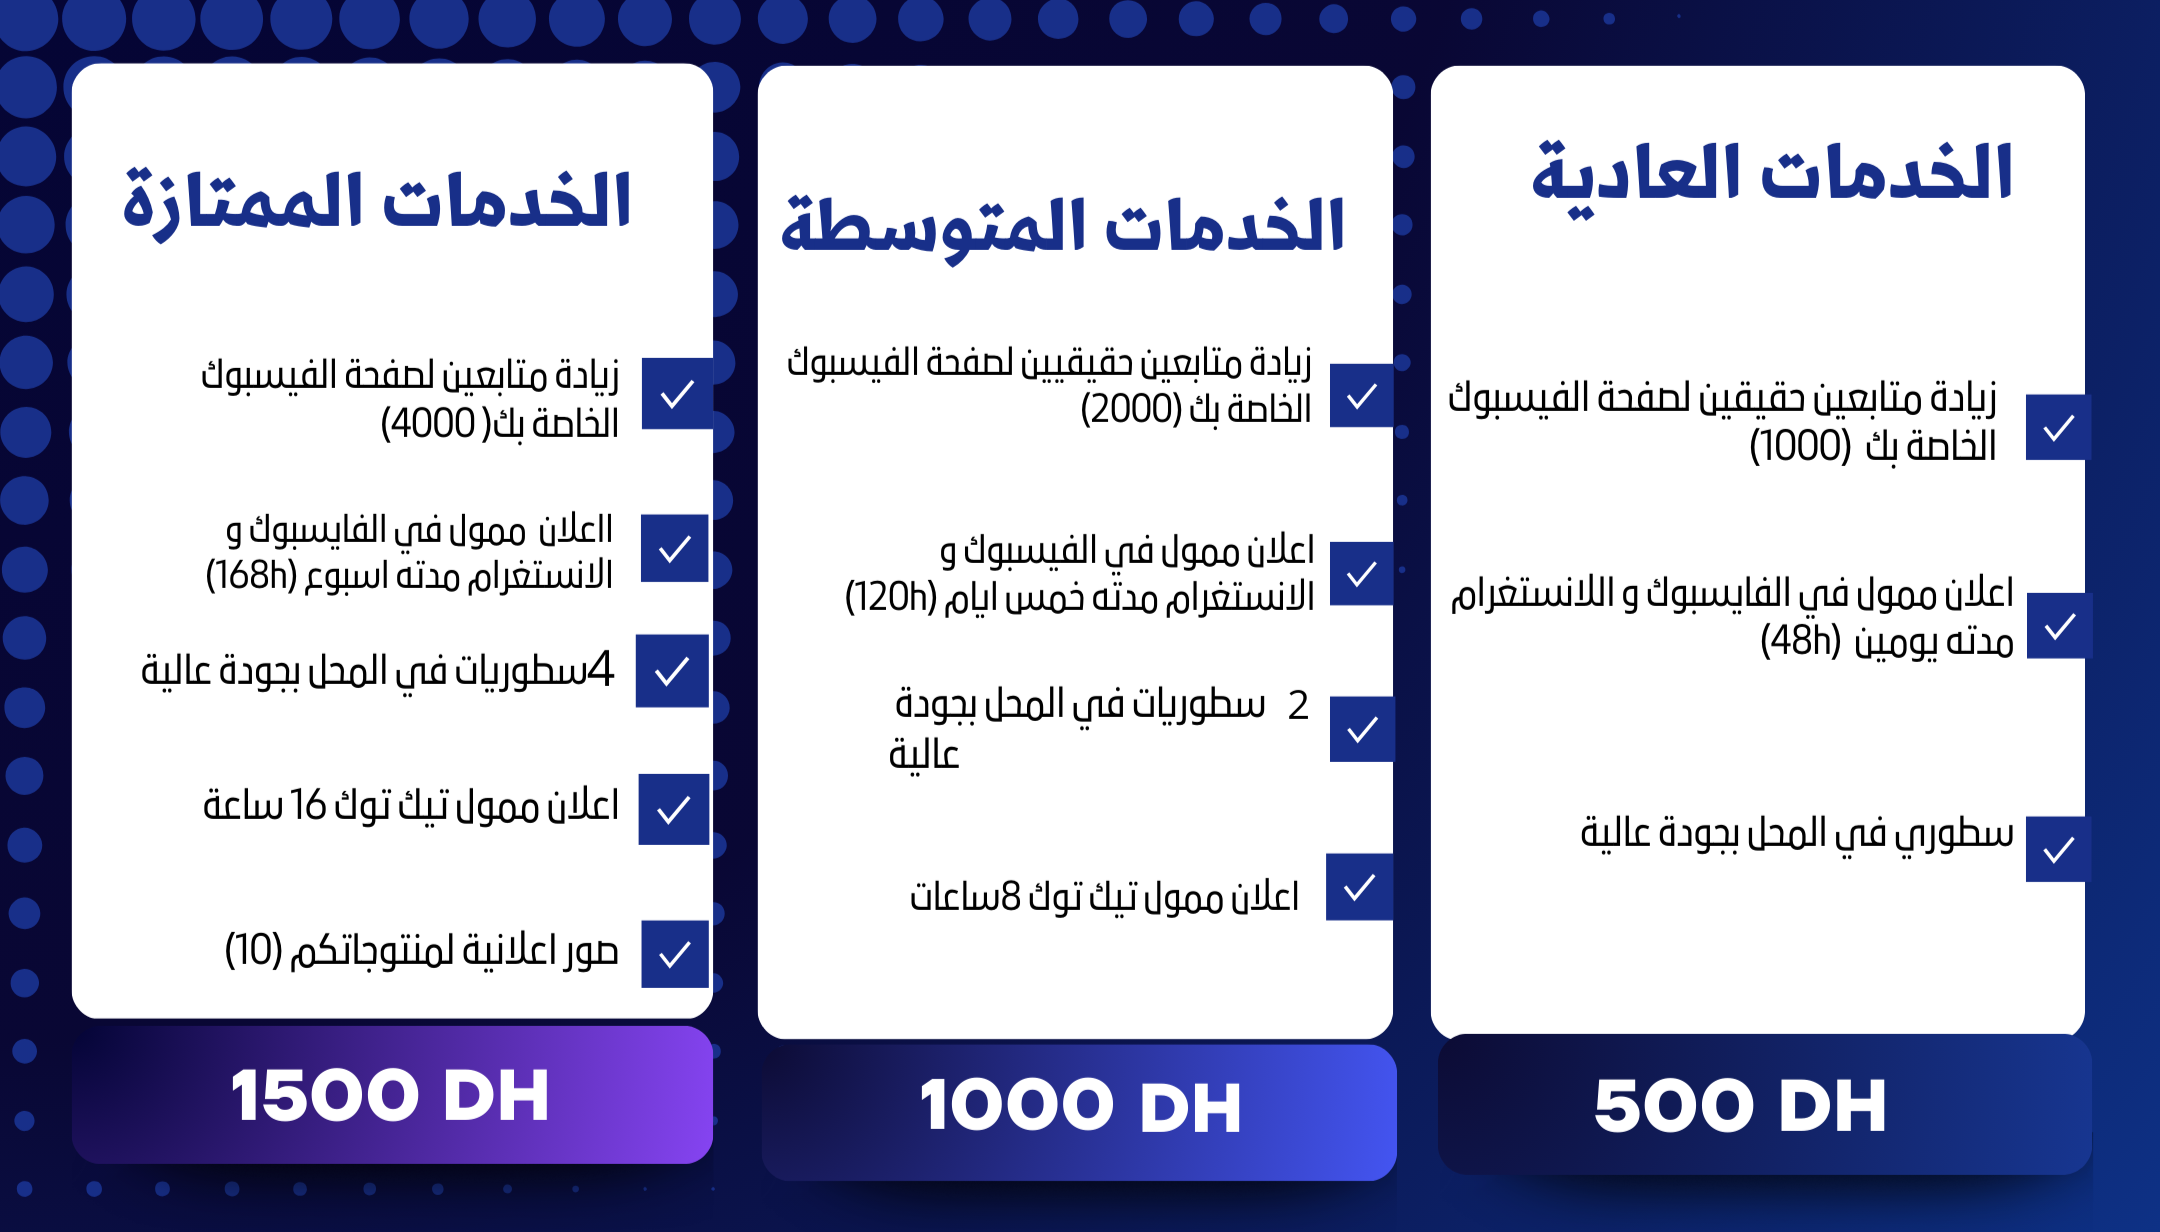 الخدمات العادية
زيادة متابعين حقيقين لصفحة الفيسبوك
الخاصة بك (1000)
اعلان ممول في الفايسبوك و اللانستغرام
مدته يومين (48h)
سطوري في المحل بجودة عالية
500 DH
الخدمات المتوسطة
زيادة متابعين حقيقيين لصفحة الفيسبوك
الخاصة بك (2000)
اعلان ممول في الفيسبوك و
الانستغرام مدته خمس ايام (120h)
2 سطوريات في المحل بجودة
عالية
اعلان ممول تيك توك 8ساعات
1000 DH
الخدمات الممتازة
زيادة متابعين لصفحة الفيسبوك
الخاصة بك( 4000)
ااعلان ممول في الفايسبوك و
الانستغرام مدته اسبوع (168h)
4سطوريات في المحل بجودة عالية
اعلان ممول تيك توك 16 ساعة
صور اعلانية لمنتوجاتكم (10)
1500 DH